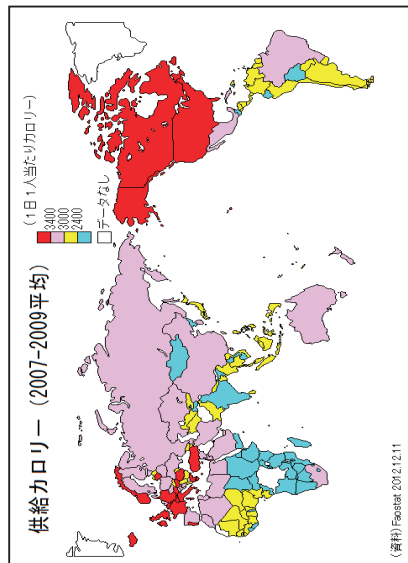 供給カロリー（2007-2009平均）
（１日１人当たりカロリー）
3400
3000
2400
データなし
（資料）Faostat 2012.12.11